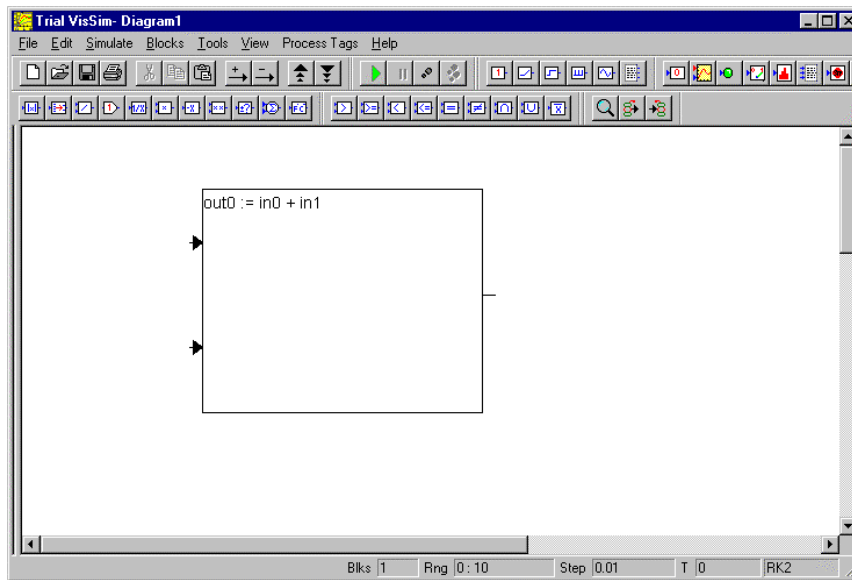 Trial VisSim- Diagram1
File Edit Simulate Blocks Tools View Process Tags Help
out0 := in0 + in1
Blks 1 Rng 0 : 10 Step 0.01 T 0 RK2